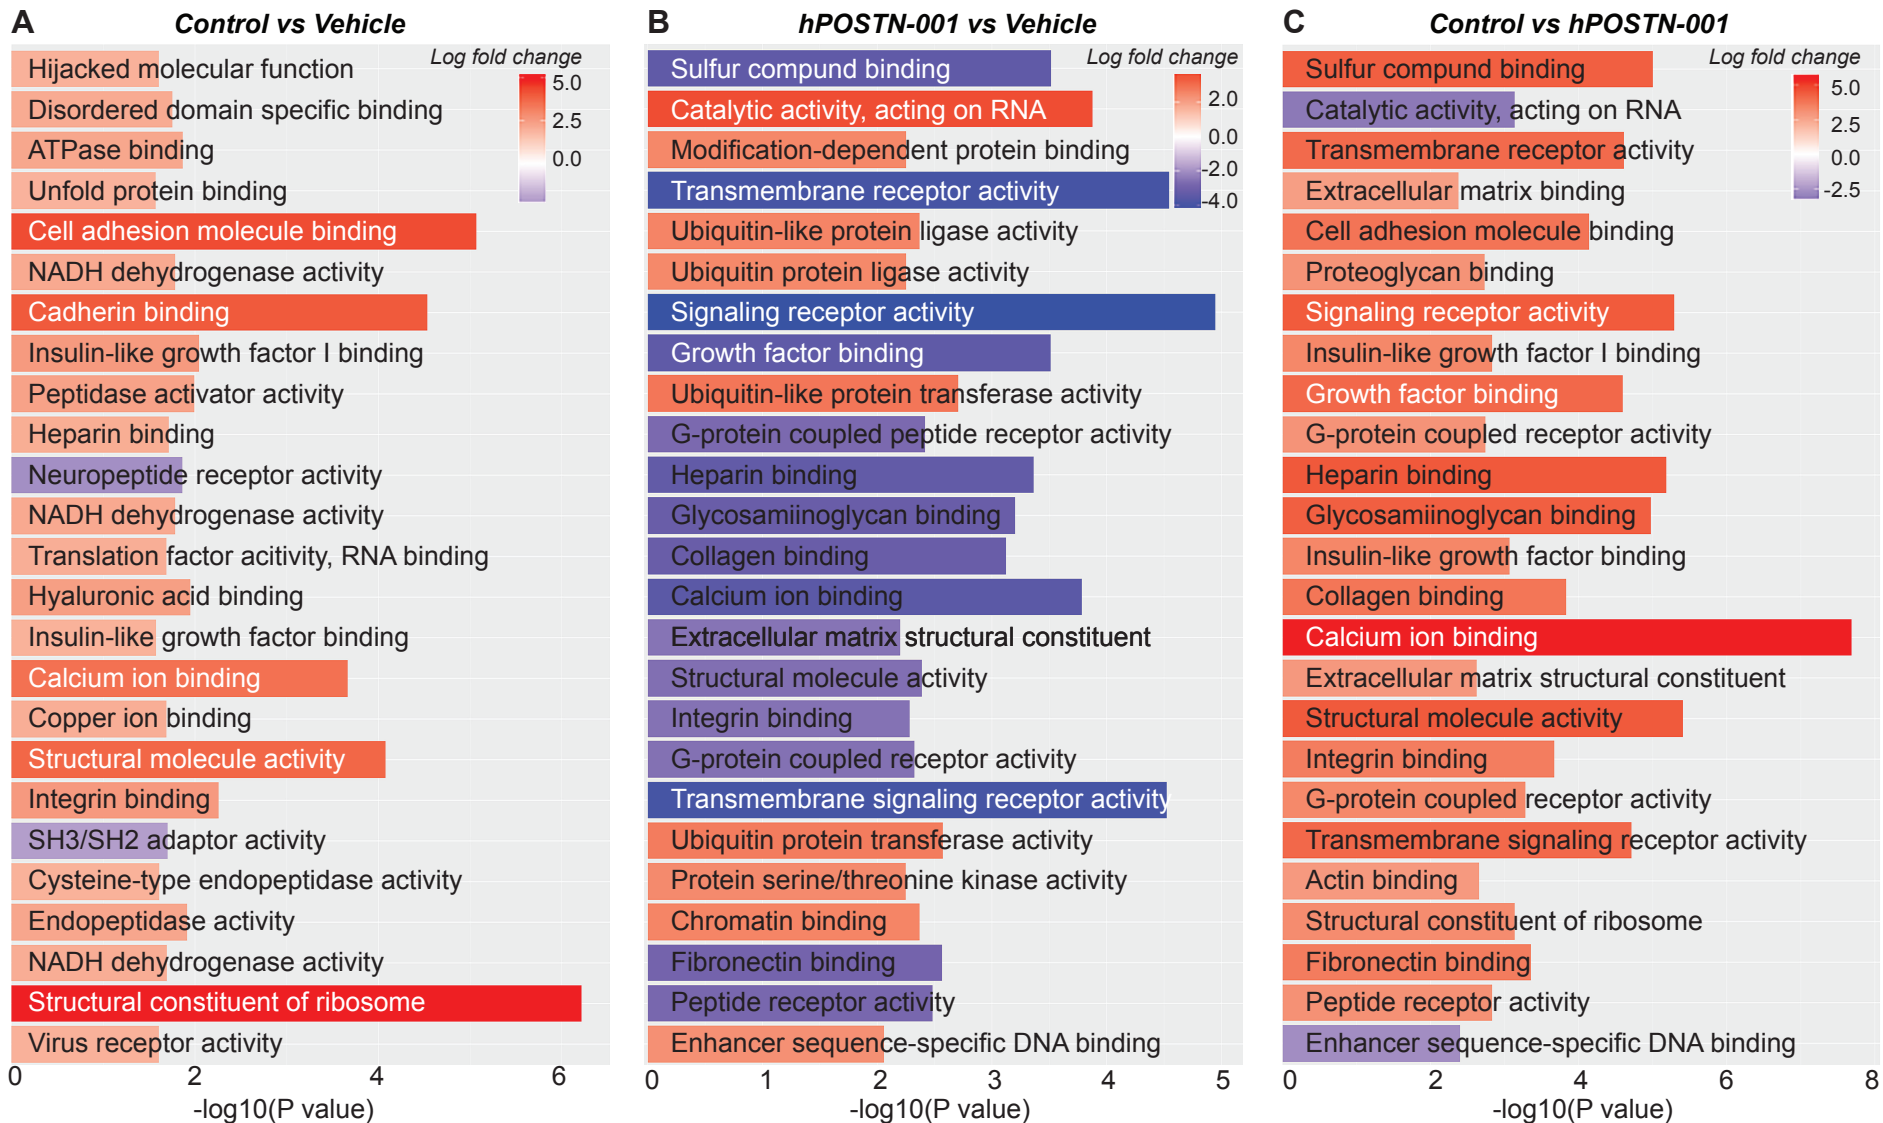 A
Control vs Vehicle
Log fold change
5.0
2.5
0.0
Hijacked molecular function
Disordered domain specific binding
ATPase binding
Unfold protein binding
Cell adhesion molecule binding
NADH dehydrogenase activity
Cadherin binding
Insulin-like growth factor I binding
Peptidase activator activity
Heparin binding
Neuropeptide receptor activity
NADH dehydrogenase activity
Translation factor acitivity, RNA binding
Hyaluronic acid binding
Insulin-like growth factor binding
Calcium ion binding
Copper ion binding
Structural molecule activity
Integrin binding
SH3/SH2 adaptor activity
Cysteine-type endopeptidase activity
Endopeptidase activity
NADH dehydrogenase activity
Structural constituent of ribosome
Virus receptor activity
0 2 4 6
-log10(P value)
B
hPOSTN-001 vs Vehicle
Log fold change
2.0
0.0
-2.0
-4.0
Sulfur compund binding
Catalytic activity, acting on RNA
Modification-dependent protein binding
Transmembrane receptor activity
Ubiquitin-like protein ligase activity
Ubiquitin protein ligase activity
Signaling receptor activity
Growth factor binding
Ubiquitin-like protein transferase activity
G-protein coupled peptide receptor activity
Heparin binding
Glycosamiinoglycan binding
Collagen binding
Calcium ion binding
Extracellular matrix structural constituent
Structural molecule activity
Integrin binding
G-protein coupled receptor activity
Transmembrane signaling receptor activity
Ubiquitin protein transferase activity
Protein serine/threonine kinase activity
Chromatin binding
Fibronectin binding
Peptide receptor activity
Enhancer sequence-specific DNA binding
0 1 2 3 4 5
-log10(P value)
C
Control vs hPOSTN-001
Log fold change
5.0
2.5
0.0
-2.5
Sulfur compund binding
Catalytic activity, acting on RNA
Transmembrane receptor activity
Extracellular matrix binding
Cell adhesion molecule binding
Proteoglycan binding
Signaling receptor activity
Insulin-like growth factor I binding
Growth factor binding
G-protein coupled receptor activity
Heparin binding
Glycosamiinoglycan binding
Insulin-like growth factor binding
Collagen binding
Calcium ion binding
Extracellular matrix structural constituent
Structural molecule activity
Integrin binding
G-protein coupled receptor activity
Transmembrane signaling receptor activity
Actin binding
Structural constituent of ribosome
Fibronectin binding
Peptide receptor activity
Enhancer sequence-specific DNA binding
0 2 4 6 8
-log10(P value)